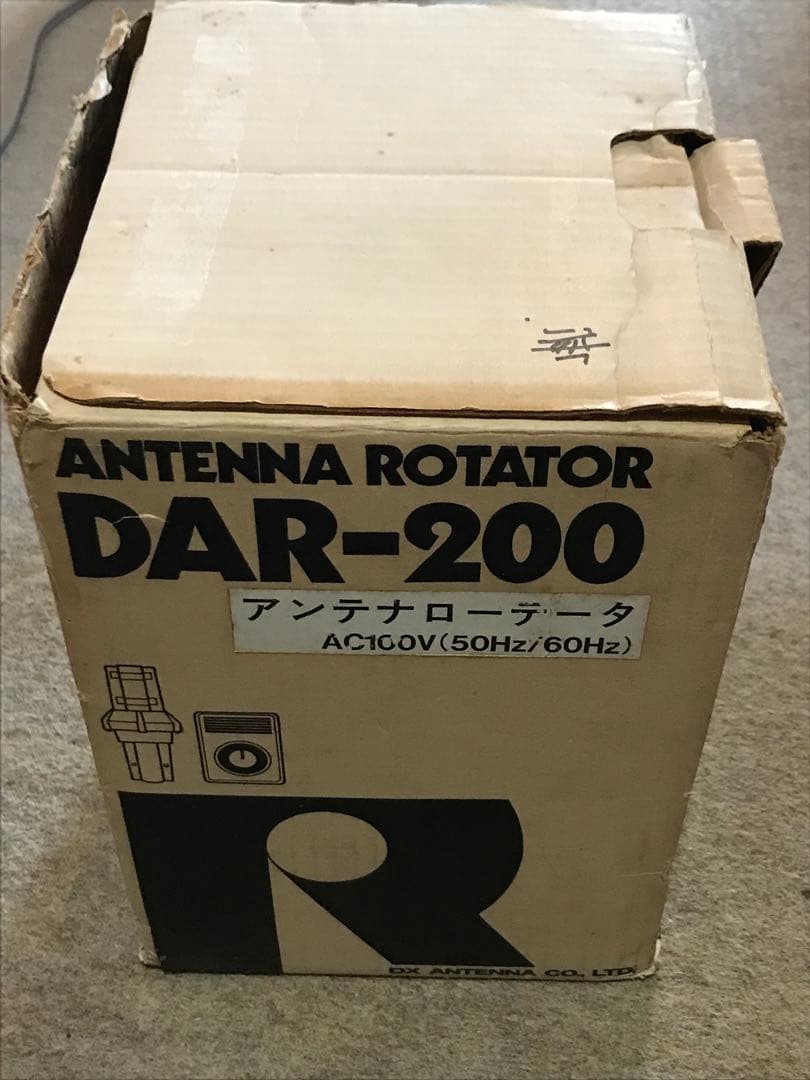 ANTENNA ROTATOR
DAR-200
アンテナローテータ
AC100V(50Hz/60Hz)
R
DX ANTENNA CO., LTD.